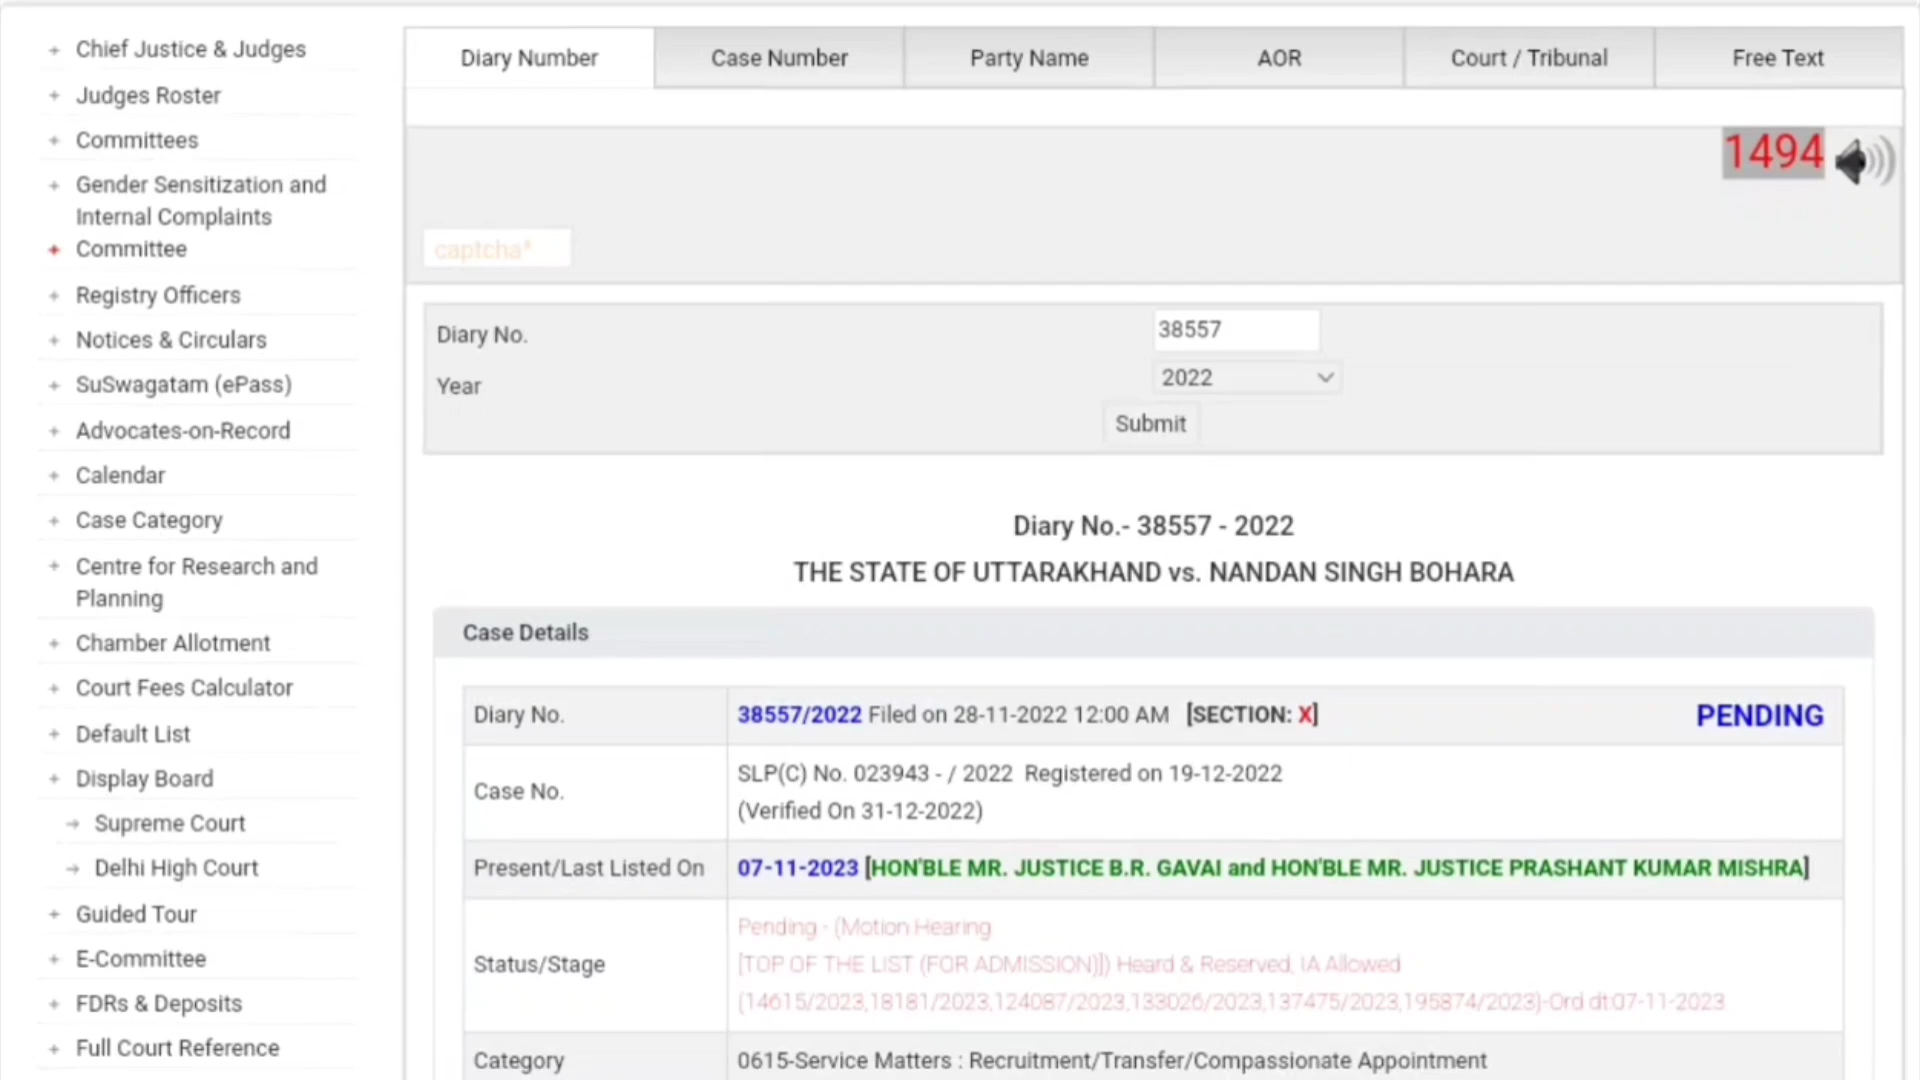 Chief Justice & Judges
Judges Roster
Committees
Gender Sensitization and
Internal Complaints
Committee
Registry Officers
Notices & Circulars
SuSwagatam (ePass)
Advocates-on-Record
Calendar
Case Category
Centre for Research and
Planning
Chamber Allotment
Court Fees Calculator
Default List
Display Board
Supreme Court
Delhi High Court
Guided Tour
E-Committee
FDRs & Deposits
Full Court Reference
Diary Number Case Number Party Name AOR Court / Tribunal Free Text
1494
captcha*
Diary No. 38557
Year 2022
Submit
Diary No.- 38557 - 2022
THE STATE OF UTTARAKHAND vs. NANDAN SINGH BOHARA
Case Details
Diary No. 38557/2022 Filed on 28-11-2022 12:00 AM [SECTION: X] PENDING
Case No. SLP(C) No. 023943 - / 2022 Registered on 19-12-2022
(Verified On 31-12-2022)
Present/Last Listed On 07-11-2023 [HON'BLE MR. JUSTICE B.R. GAVAI and HON'BLE MR. JUSTICE PRASHANT KUMAR MISHRA]
Status/Stage Pending - (Motion Hearing
[TOP OF THE LIST (FOR ADMISSION)]) Heard & Reserved, IA Allowed
(14615/2023,18181/2023,124087/2023,133026/2023,137475/2023,195874/2023)-Ord dt:07-11-2023
Category 0615-Service Matters : Recruitment/Transfer/Compassionate Appointment